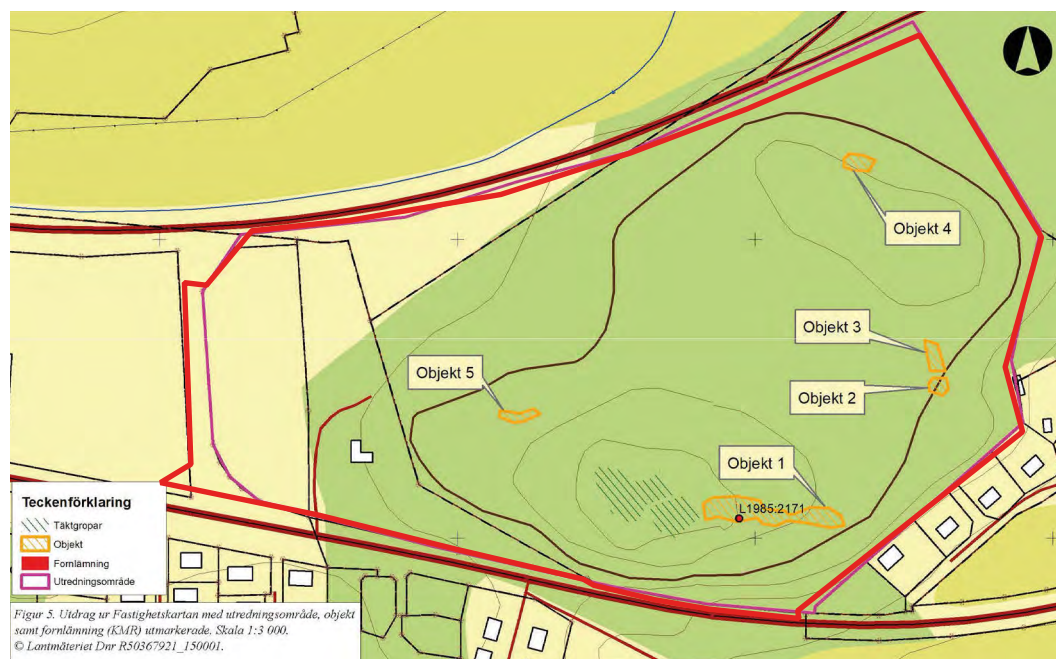 Objekt 4
Objekt 3
Objekt 5
Objekt 2
Objekt 1
L1985:2171
Teckenförklaring
Täktgropar
Objekt
Fornlämning
Utredningsområde
Figur 5. Utdrag ur Fastighetskartan med utredningsområde, objekt
samt fornlämning (KMR) utmarkerade. Skala 1:3 000.
© Lantmäteriet Dnr R50367921_150001.